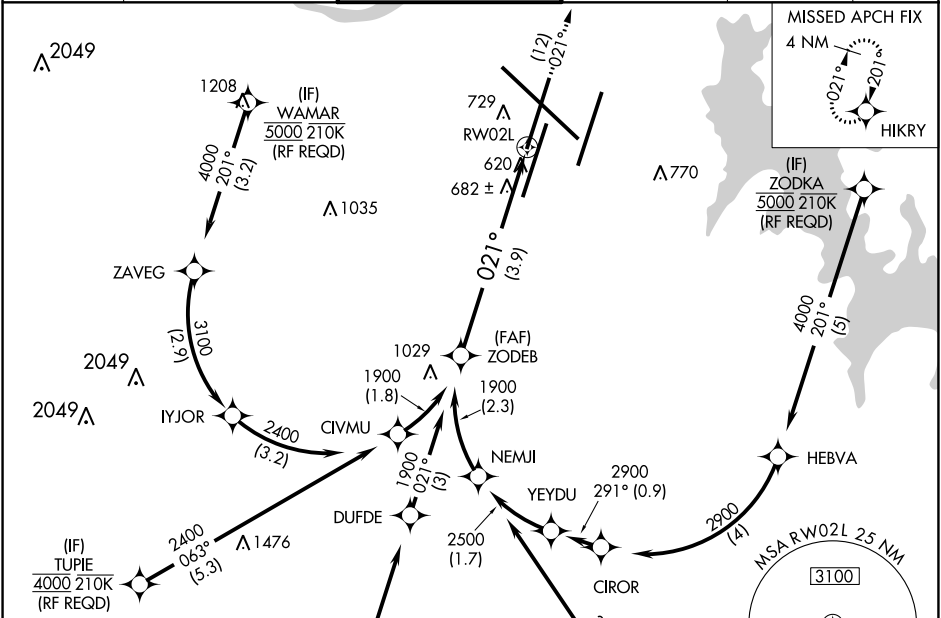 2049
1208
(IF)
WAMAR
5000 210K
(RF REQD)
4000
201°
(3.2)
1035
(12)
021°
729
RW02L
620
682 ±
770
MISSED APCH FIX
4 NM
021°
201°
HIKRY
(IF)
ZODKA
5000 210K
(RF REQD)
ZAVEG
3100
(2.9)
021°
(3.9)
4000
201°
(5)
(FAF)
ZODEB
1029
2049
2049
IYJOR
2400
(3.2)
CIVMU
1900
(1.8)
1900
(2.3)
1900
021°
(3)
NEMJI
HEBVA
DUFDE
YEYDU
2900
291° (0.9)
2500
(1.7)
2900
(4)
CIROR
2400
063°
(5.3)
1476
(IF)
TUPIE
4000 210K
(RF REQD)
MSA RW02L 25 NM
3100